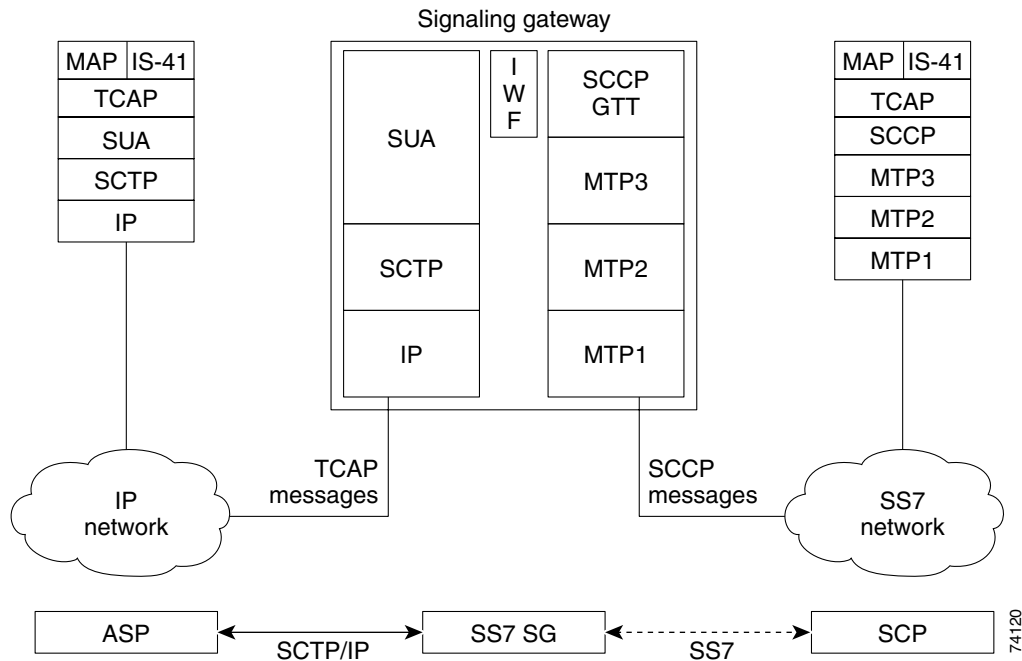 Signaling gateway
MAP IS-41
TCAP
SUA
SCTP
IP
SUA
SCTP
IP
I
W
F
SCCP
GTT
MTP3
MTP2
MTP1
MAP IS-41
TCAP
SCCP
MTP3
MTP2
MTP1
IP
network
TCAP
messages
SCCP
messages
SS7
network
ASP
SCTP/IP
SS7 SG
SS7
SCP
74120